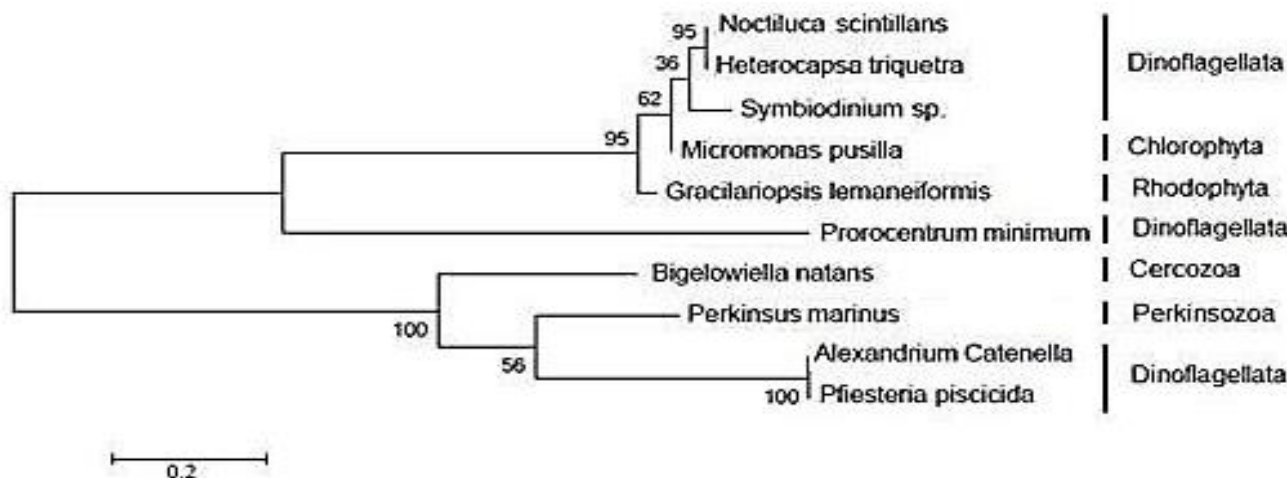 95 Noctiluca scintillans
36 Heterocapsa triquetra Dinoflagellata
62 Symbiodinium sp.
95 Micromonas pusilla Chlorophyta
Gracilariopsis lemaneiformis Rhodophyta
Prorocentrum minimum Dinoflagellata
Bigelowiella natans Cercozoa
100 Perkinsus marinus Perkinsozoa
56 Alexandrium Catenella Dinoflagellata
100 Pfiesteria piscicida
0.2